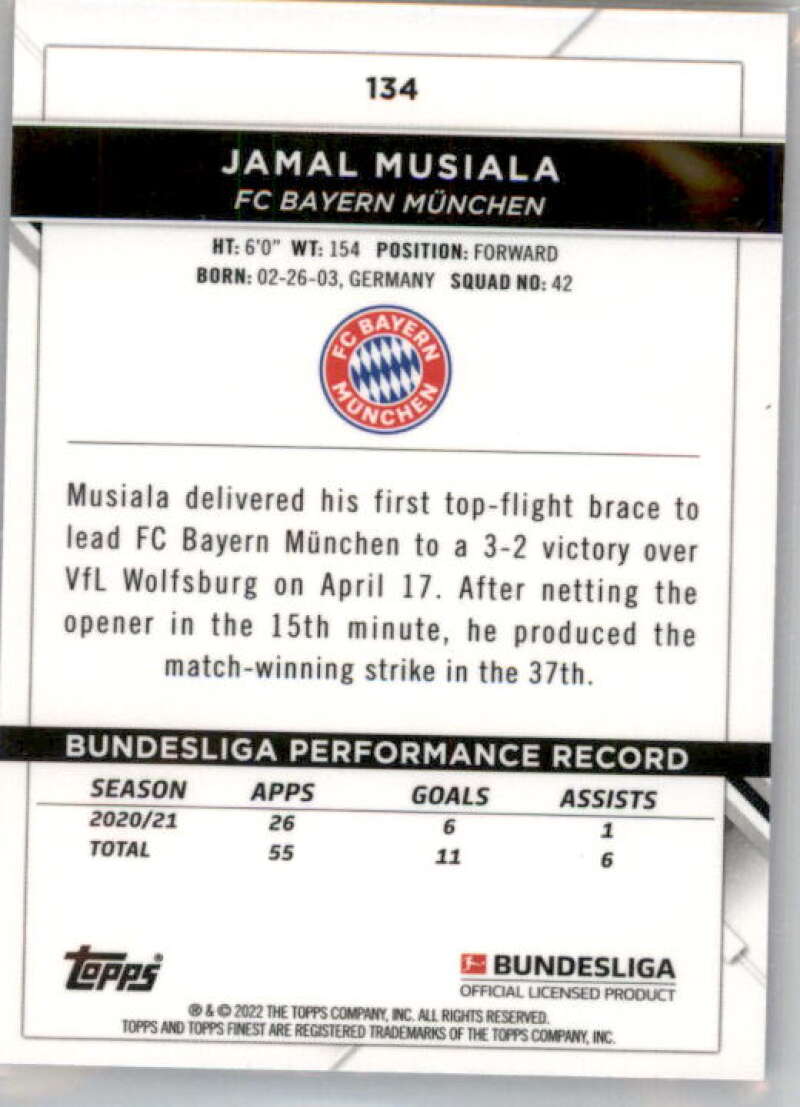 134
JAMAL MUSIALA
FC BAYERN MÜNCHEN
HT: 6'0" WT: 154 POSITION: FORWARD
BORN: 02-26-03, GERMANY SQUAD NO: 42
FC BAYERN
MÜNCHEN
Musiala delivered his first top-flight brace to
lead FC Bayern München to a 3-2 victory over
VfL Wolfsburg on April 17. After netting the
opener in the 15th minute, he produced the
match-winning strike in the 37th.
BUNDESLIGA PERFORMANCE RECORD
SEASON APPS GOALS ASSISTS
2020/21 26 6 1
TOTAL 55 11 6
Topps®
BUNDESLIGA
OFFICIAL LICENSED PRODUCT
® & © 2022 THE TOPPS COMPANY, INC. ALL RIGHTS RESERVED.
TOPPS AND TOPPS FINEST ARE REGISTERED TRADEMARKS OF THE TOPPS COMPANY, INC.